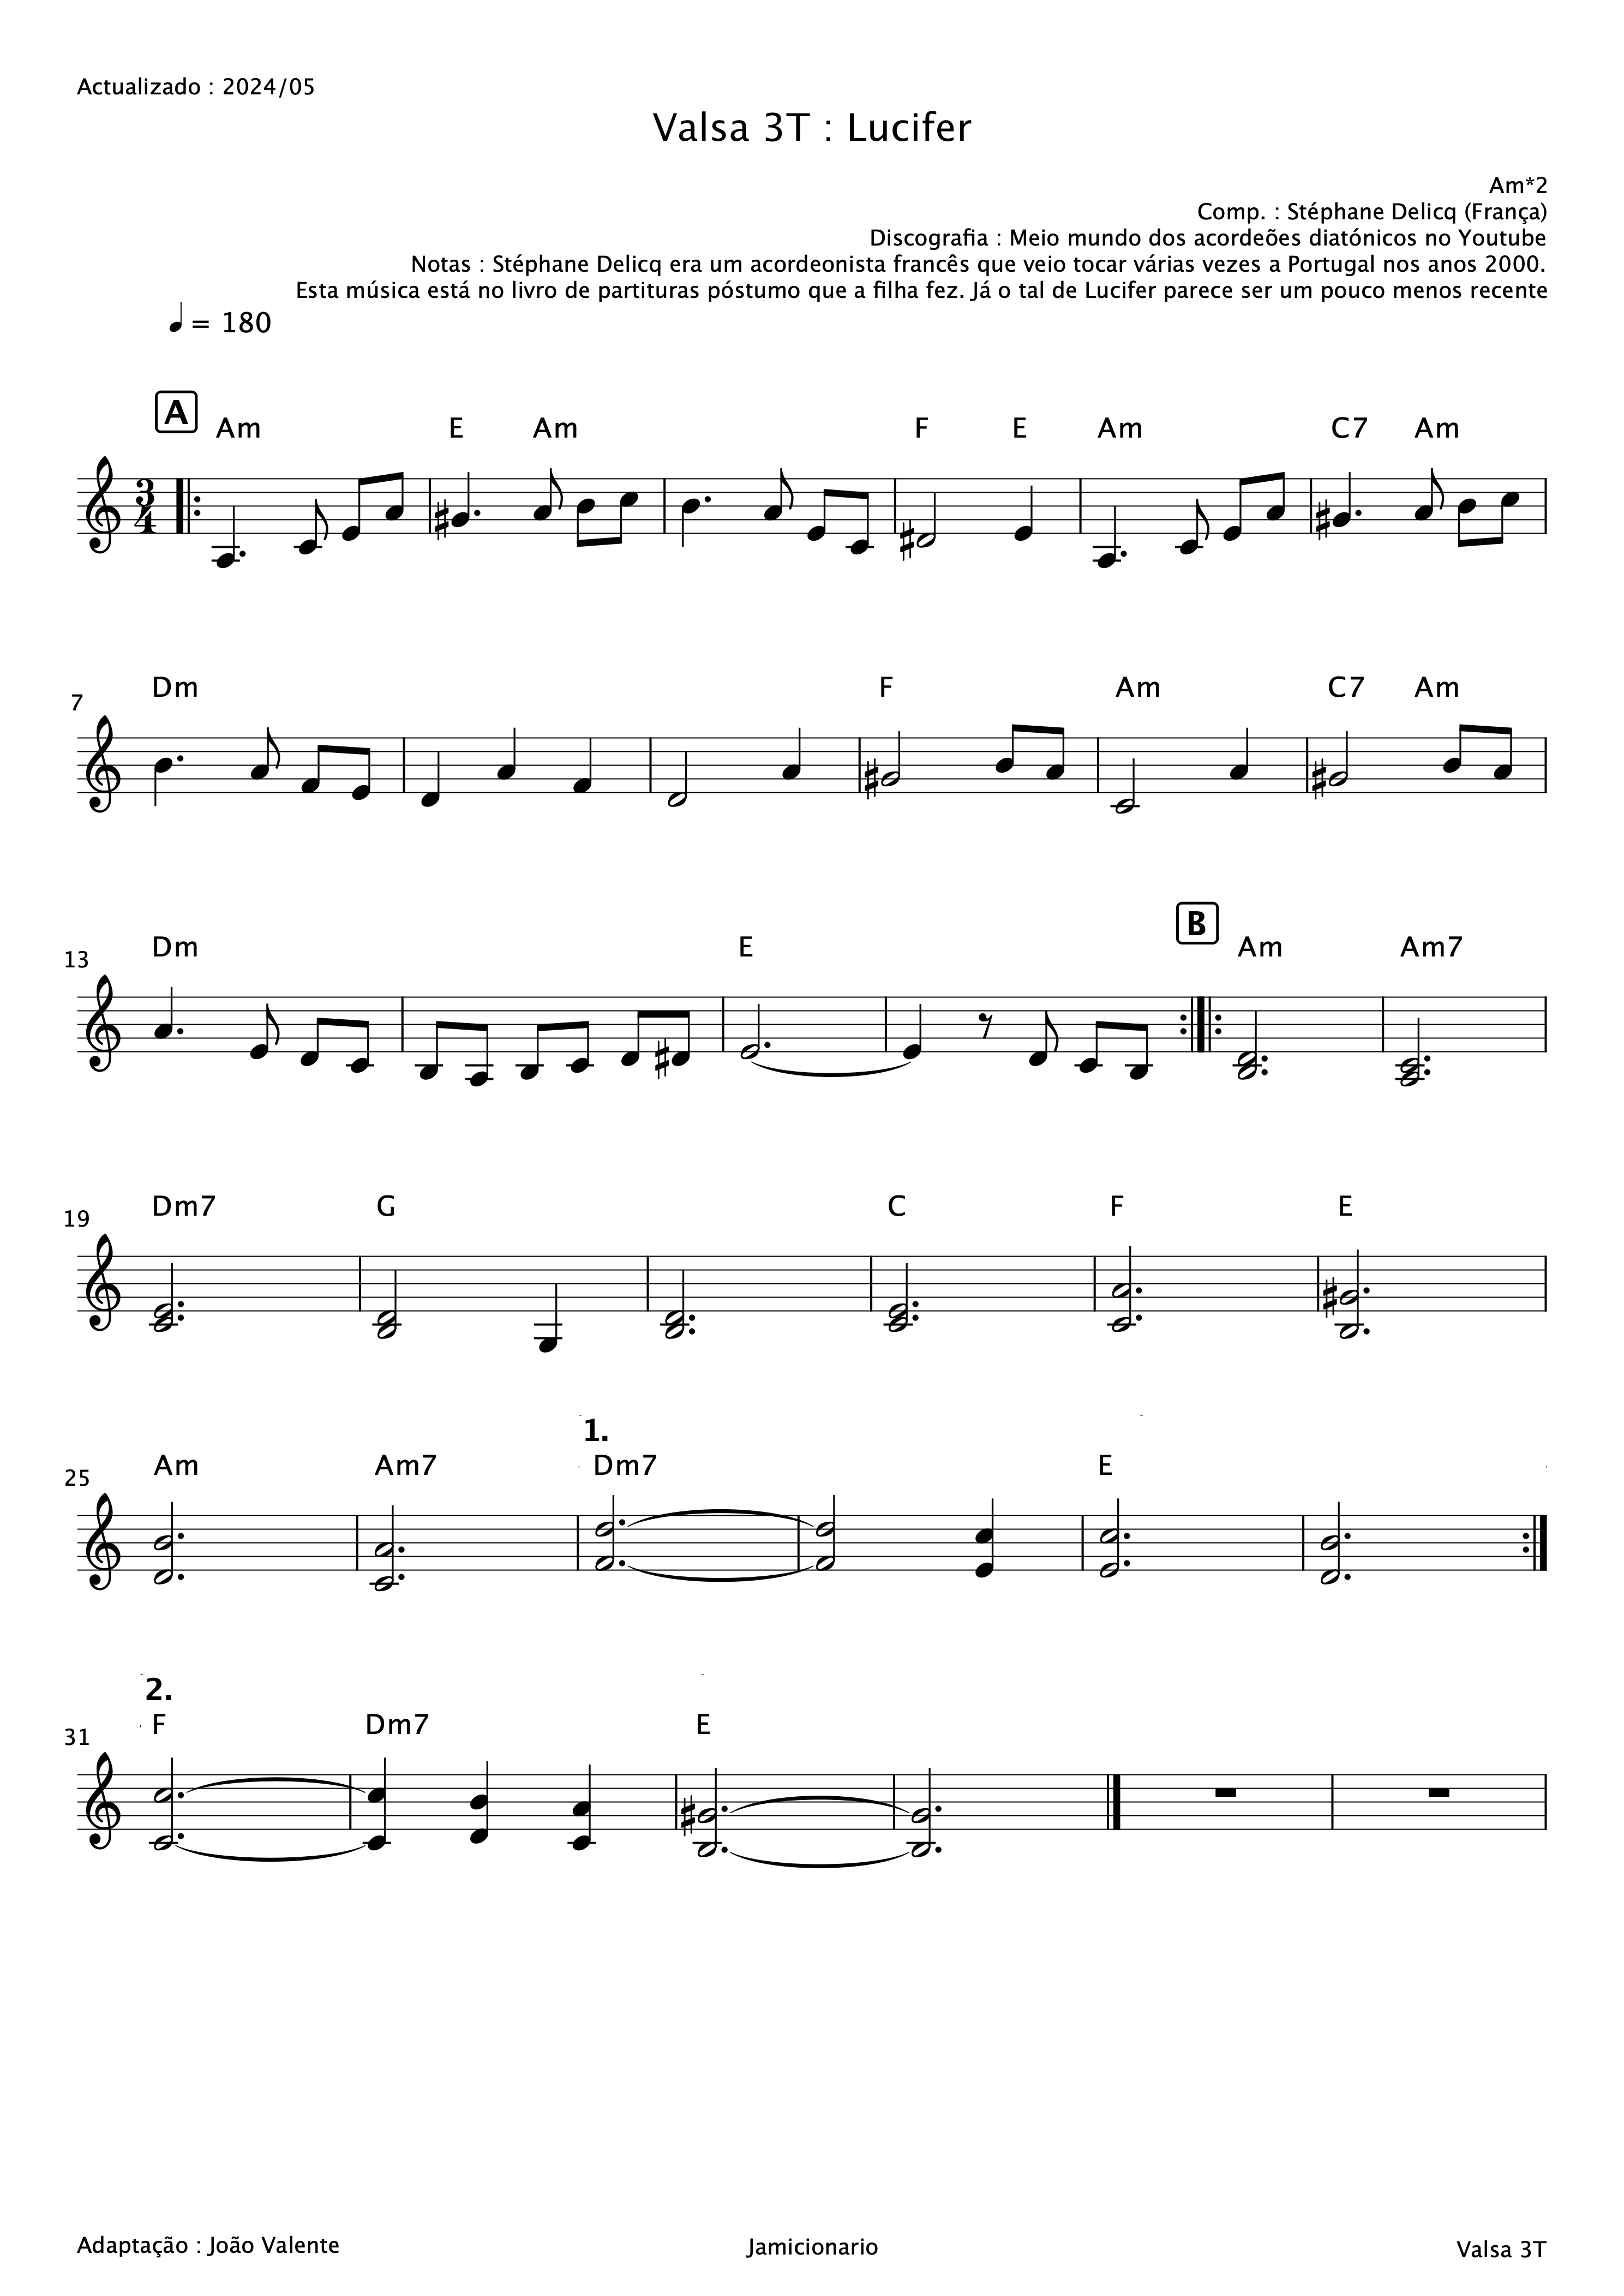 Actualizado : 2024/05
Valsa 3T : Lucifer
Am*2
Comp. : Stéphane Delicq (França)
Discografia : Meio mundo dos acordeões diatónicos no Youtube
Notas : Stéphane Delicq era um acordeonista francês que veio tocar várias vezes a Portugal nos anos 2000.
Esta música está no livro de partituras póstumo que a filha fez. Já o tal de Lucifer parece ser um pouco menos recente
= 180
A
Am E Am F E Am C7 Am
3
4
7 Dm F Am C7 Am
B
13 Dm E Am Am7
19 Dm7 G C F E
1.
25 Am Am7 Dm7 E
2.
31 F Dm7 E
Adaptação : João Valente
Jamicionario
Valsa 3T